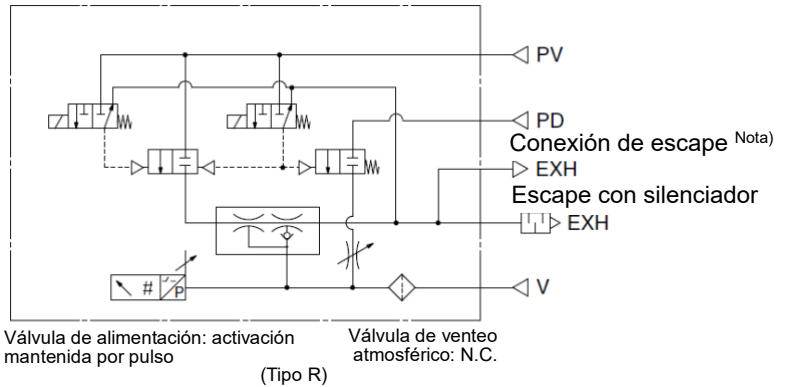 PV
PD
Conexión de escape Nota)
EXH
Escape con silenciador
EXH
# P
V
Válvula de alimentación: activación
mantenida por pulso
Válvula de venteo
atmosférico: N.C.
(Tipo R)